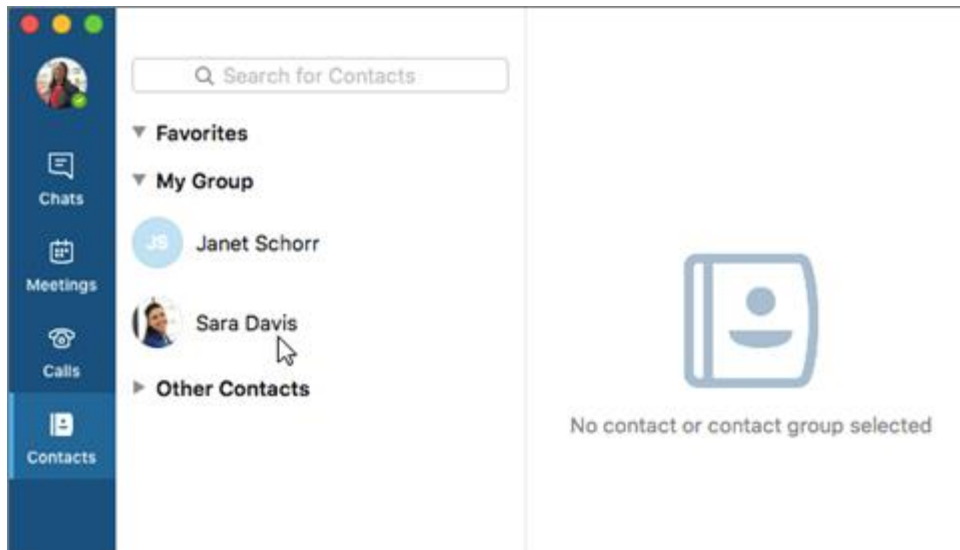 Search for Contacts
Favorites
My Group
Chats
JS
Janet Schorr
Meetings
Sara Davis
Calls
Other Contacts
No contact or contact group selected
Contacts